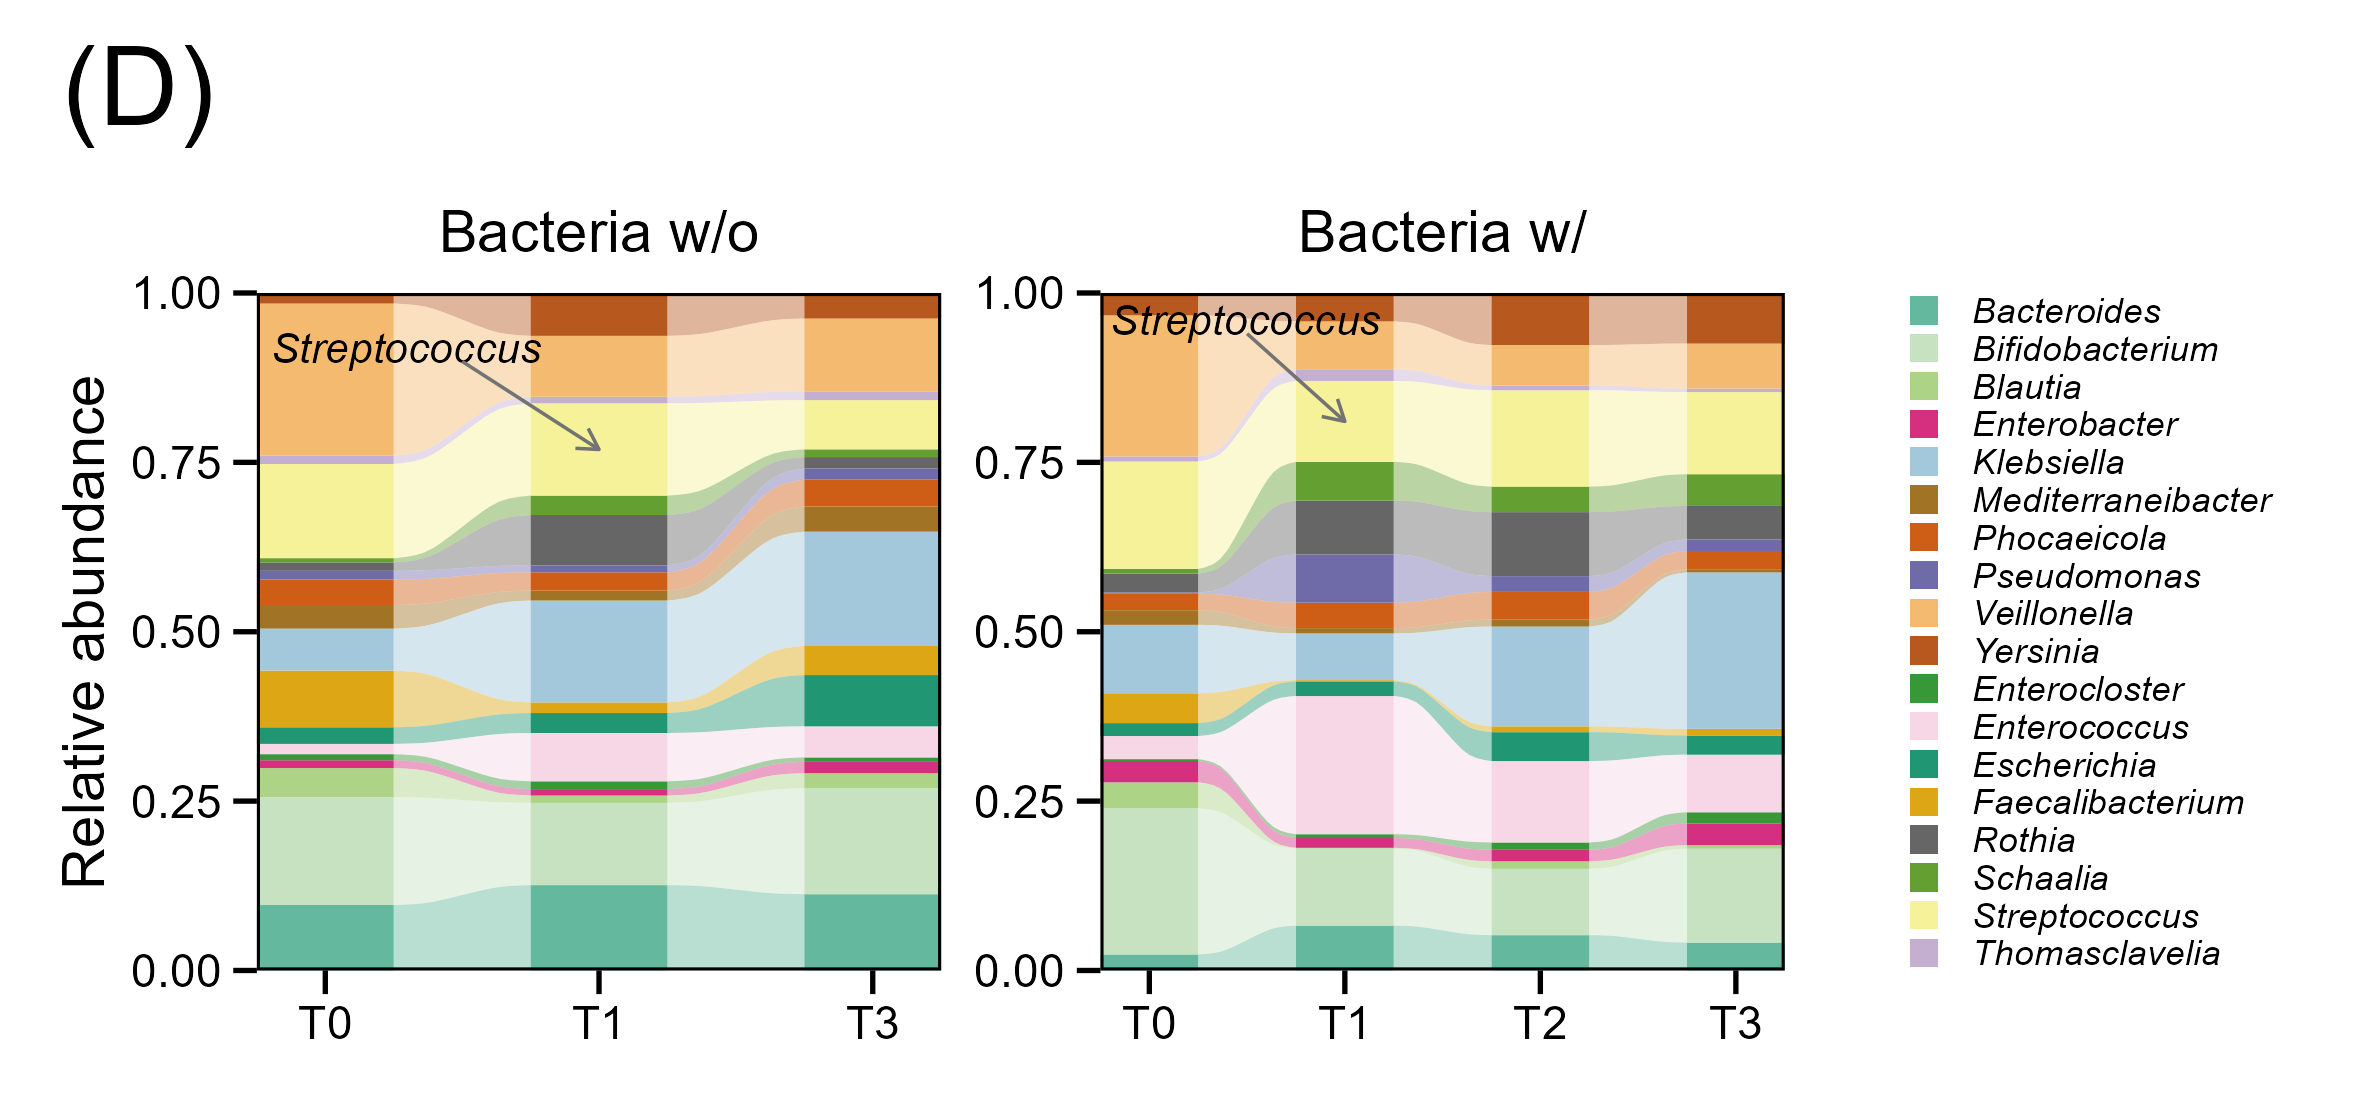 (D)
Bacteria w/o
Bacteria w/
Relative abundance
1.00
0.75
0.50
0.25
0.00
Streptococcus
T0
T1
T3
1.00
0.75
0.50
0.25
0.00
Streptococcus
T0
T1
T2
T3
Bacteroides
Bifidobacterium
Blautia
Enterobacter
Klebsiella
Mediterraneibacter
Phocaeicola
Pseudomonas
Veillonella
Yersinia
Enterocloster
Enterococcus
Escherichia
Faecalibacterium
Rothia
Schaalia
Streptococcus
Thomasclavelia